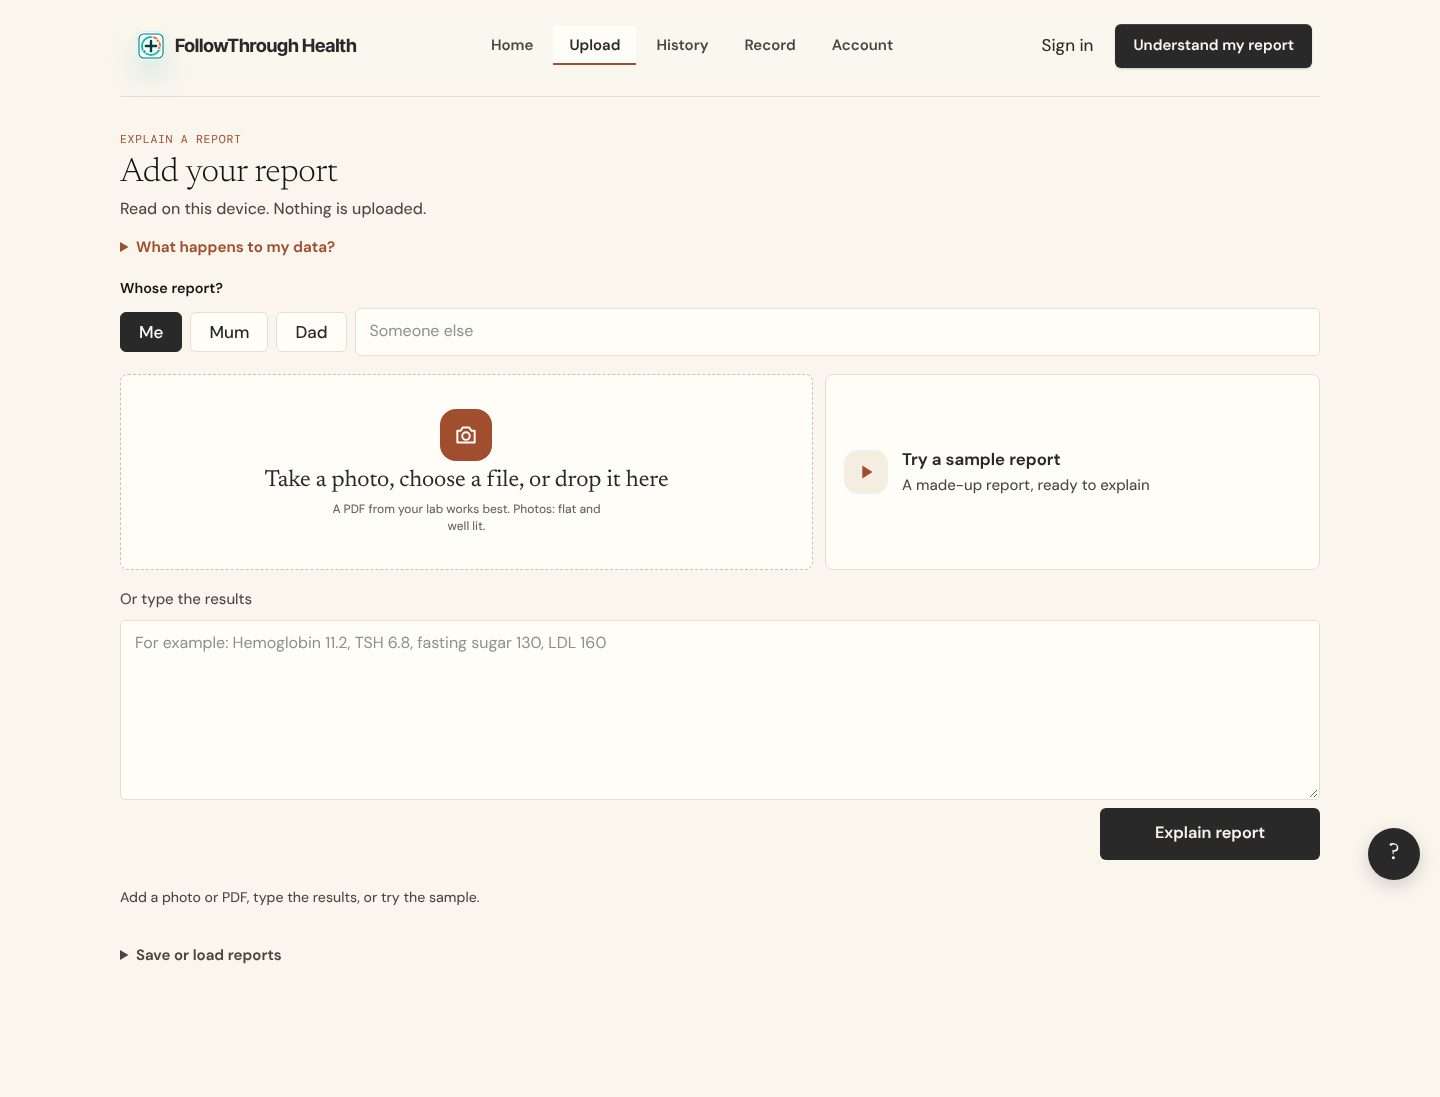 FollowThrough Health
Home
Upload
History
Record
Account
Sign in
Understand my report
EXPLAIN A REPORT
Add your report
Read on this device. Nothing is uploaded.
What happens to my data?
Whose report?
Me
Mum
Dad
Someone else
Take a photo, choose a file, or drop it here
A PDF from your lab works best. Photos: flat and
well lit.
Try a sample report
A made-up report, ready to explain
Or type the results
For example: Hemoglobin 11.2, TSH 6.8, fasting sugar 130, LDL 160
Explain report
?
Add a photo or PDF, type the results, or try the sample.
Save or load reports